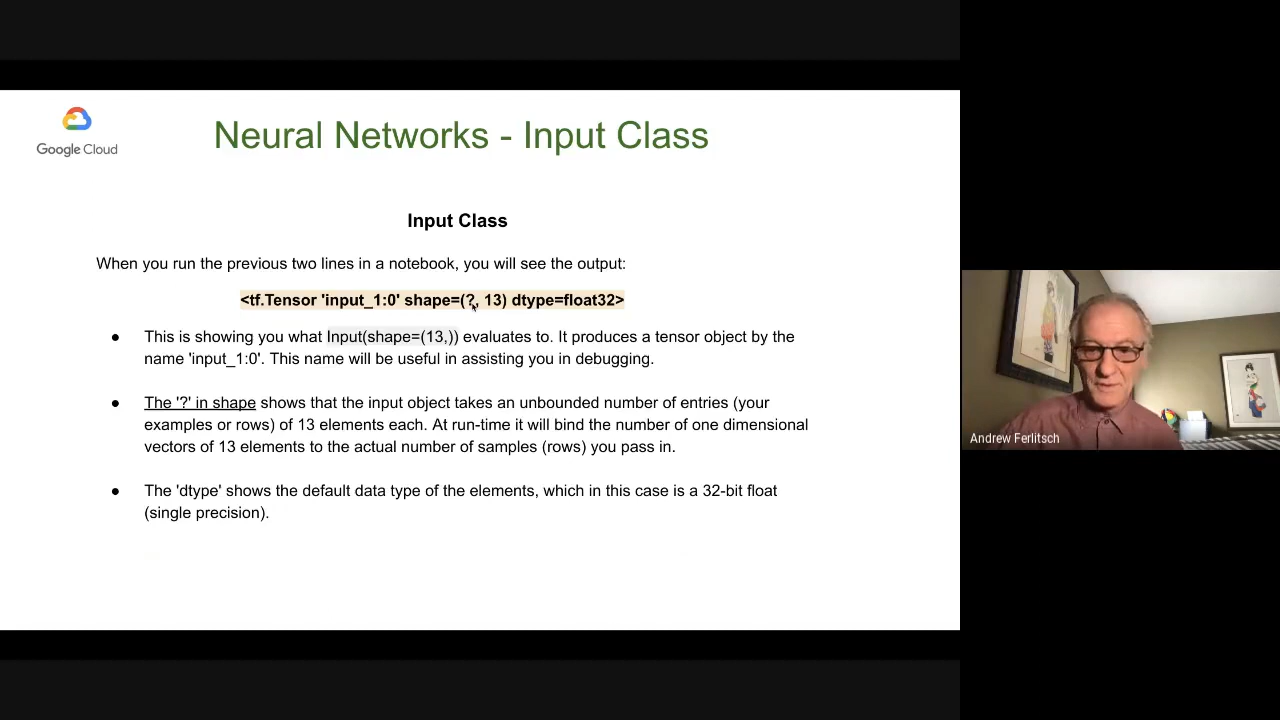 Google Cloud
Neural Networks - Input Class
Input Class
When you run the previous two lines in a notebook, you will see the output:
<tf.Tensor 'input_1:0' shape=(?, 13) dtype=float32>
● This is showing you what Input(shape=(13,)) evaluates to. It produces a tensor object by the
name 'input_1:0'. This name will be useful in assisting you in debugging.
● The '?' in shape shows that the input object takes an unbounded number of entries (your
examples or rows) of 13 elements each. At run-time it will bind the number of one dimensional
vectors of 13 elements to the actual number of samples (rows) you pass in.
● The 'dtype' shows the default data type of the elements, which in this case is a 32-bit float
(single precision).
Andrew Ferlitsch